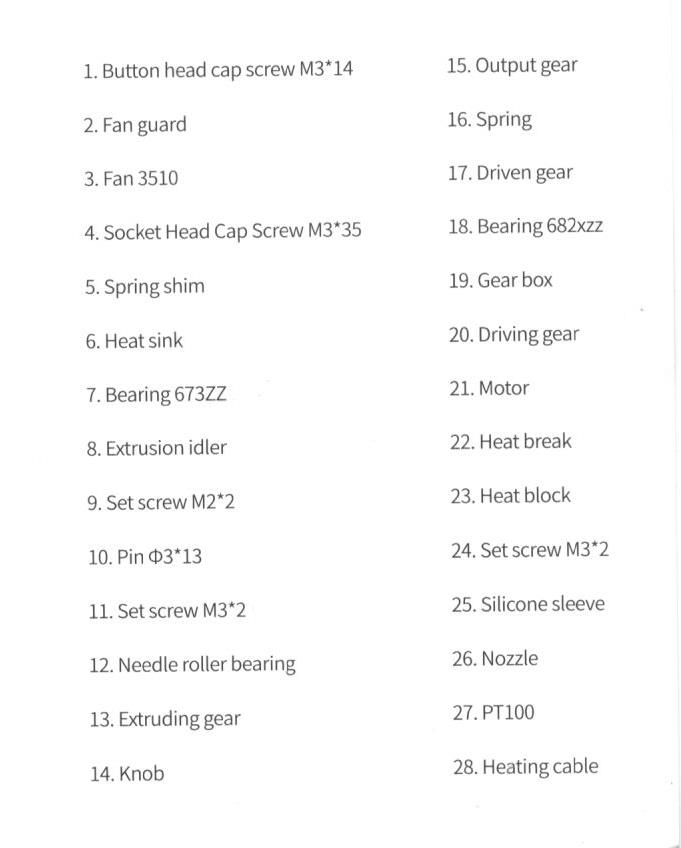 1. Button head cap screw M3*14
2. Fan guard
3. Fan 3510
4. Socket Head Cap Screw M3*35
5. Spring shim
6. Heat sink
7. Bearing 673ZZ
8. Extrusion idler
9. Set screw M2*2
10. Pin Φ3*13
11. Set screw M3*2
12. Needle roller bearing
13. Extruding gear
14. Knob
15. Output gear
16. Spring
17. Driven gear
18. Bearing 682xzz
19. Gear box
20. Driving gear
21. Motor
22. Heat break
23. Heat block
24. Set screw M3*2
25. Silicone sleeve
26. Nozzle
27. PT100
28. Heating cable